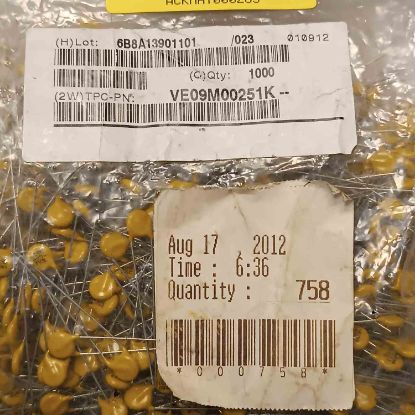 (H)Lot: 6B8A13901101 /023 010912
(Q)Qty: 1000
(2W)TPC-PN: VE09M00251K --
Aug 17 , 2012
Time : 6:36
Quantity : 758
*000758*